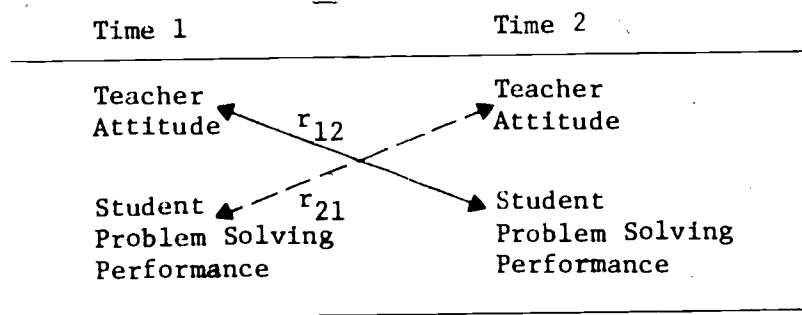 Time 1 Time 2
Teacher Attitude
Teacher Attitude
r12
r21
Student Problem Solving Performance
Student Problem Solving Performance